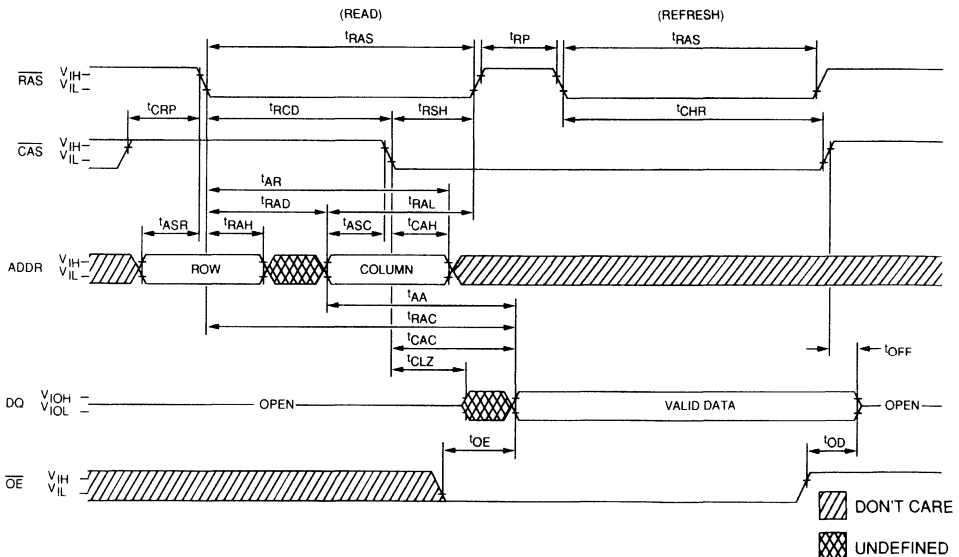 (READ) (REFRESH)
tRAS tRP tRAS
RAS VIH
VIL
tCRP tRCD tRSH tCHR
CAS VIH
VIL
tAR
tRAD tRAL
tASR tRAH tASC tCAH
ADDR VIH
VIL
ROW COLUMN
tAA
tRAC
tCAC
tOFF
tCLZ
DQ VIOH
VIOL
OPEN VALID DATA OPEN
tOE tOD
OE VIH
VIL
DON'T CARE
UNDEFINED